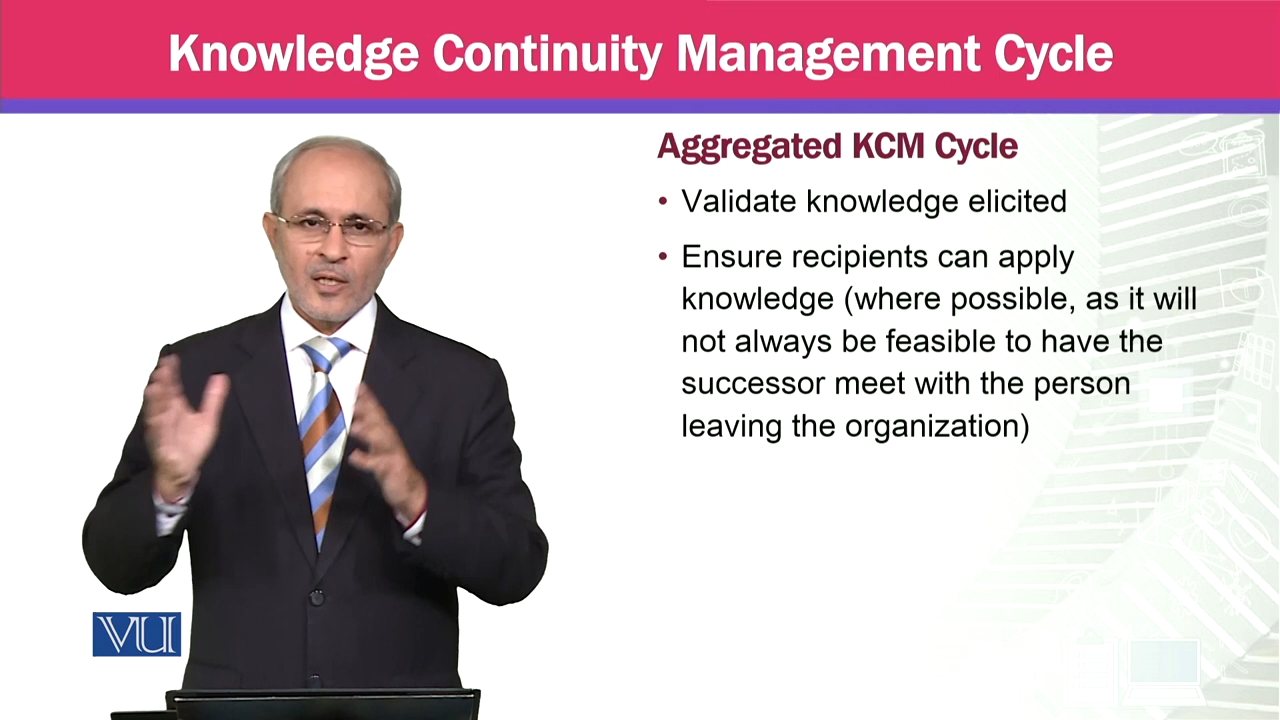 Knowledge Continuity Management Cycle
Aggregated KCM Cycle
• Validate knowledge elicited
• Ensure recipients can apply
knowledge (where possible, as it will
not always be feasible to have the
successor meet with the person
leaving the organization)
VU